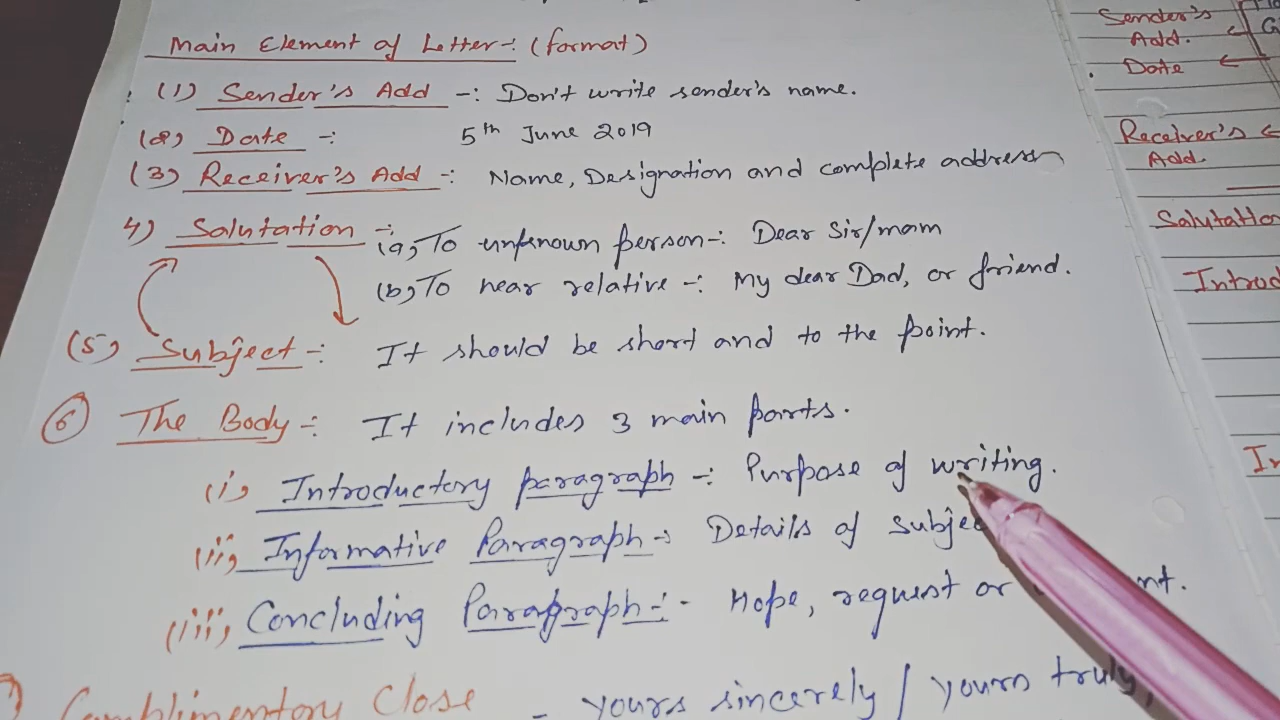 Main Element of Letter-: (format)
(1) Sender's Add -: Don't write sender's name.
(2) Date -: 5th June 2019
(3) Receiver's Add -: Name, Designation and complete address
4) Salutation -: (a) To unknown person-: Dear Sir/mam
(b) To near relative -: My dear Dad, or friend.
(5) Subject-: It should be short and to the point.
6 The Body-: It includes 3 main parts.
(i) Introductory paragraph -: Purpose of writing.
(ii) Informative Paragraph-: Details of
(iii) Concluding Paragraph-:- Hope, request or
Complimentory Close - yours sincerely / yours truly,
Sender's
Add.
Date
Receiver's
Add.